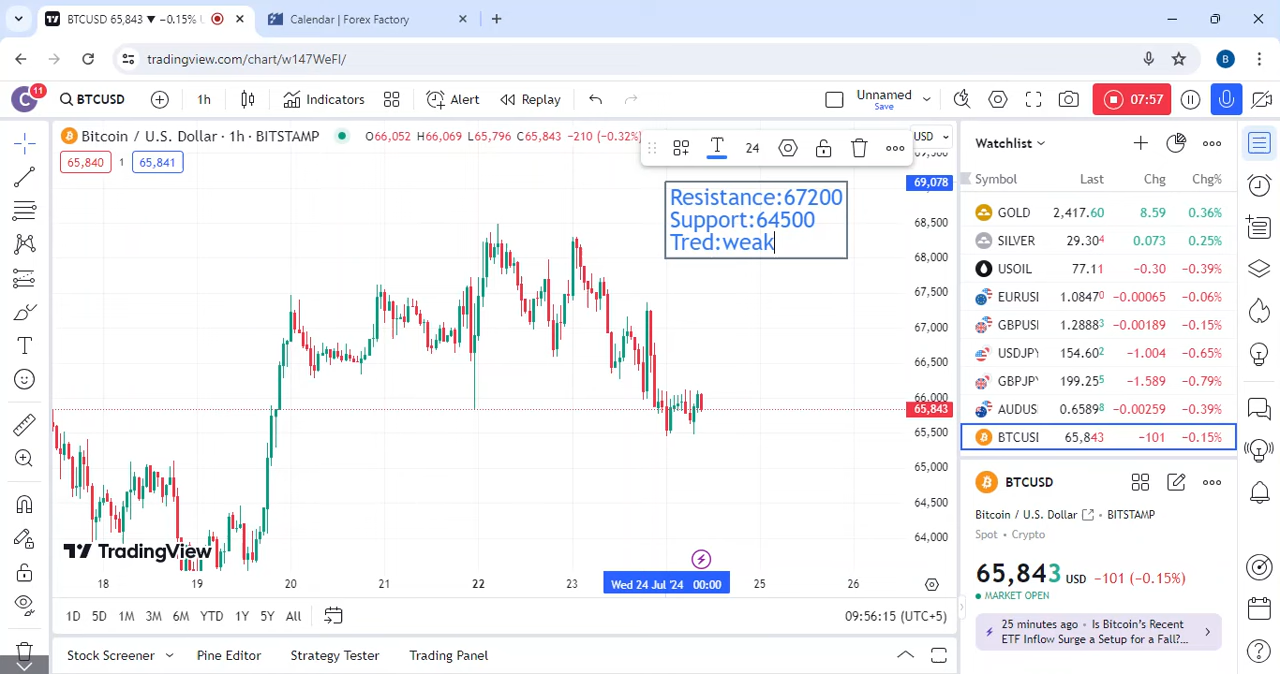 BTCUSD 65,843 ▼ −0.15%
Calendar | Forex Factory
tradingview.com/chart/w147WeFI/
B
C 11
BTCUSD
1h
Indicators
Alert
Replay
Unnamed
Save
07:57
Bitcoin / U.S. Dollar · 1h · BITSTAMP
O66,052 H66,069 L65,796 C65,843 −210 (−0.32%)
65,840 1 65,841
24
USD
Resistance:67200
Support:64500
Tred:weak
69,500
69,078
68,500
68,000
67,500
67,000
66,500
66,000
65,843
65,500
65,000
64,500
64,000
TradingView
18 19 20 21 22 23 Wed 24 Jul '24 00:00 25 26
1D 5D 1M 3M 6M YTD 1Y 5Y All
09:56:15 (UTC+5)
Stock Screener
Pine Editor
Strategy Tester
Trading Panel
Watchlist
Symbol Last Chg Chg%
GOLD 2,417.60 8.59 0.36%
SILVER 29.304 0.073 0.25%
USOIL 77.11 −0.30 −0.39%
EURUSI 1.08470 −0.00065 −0.06%
GBPUSI 1.28883 −0.00189 −0.15%
USDJPY 154.602 −1.004 −0.65%
GBPJPY 199.255 −1.589 −0.79%
AUDUS 0.65898 −0.00259 −0.39%
BTCUSI 65,843 −101 −0.15%
BTCUSD
Bitcoin / U.S. Dollar • BITSTAMP
Spot • Crypto
65,843 USD −101 (−0.15%)
MARKET OPEN
25 minutes ago • Is Bitcoin's Recent
ETF Inflow Surge a Setup for a Fall?...